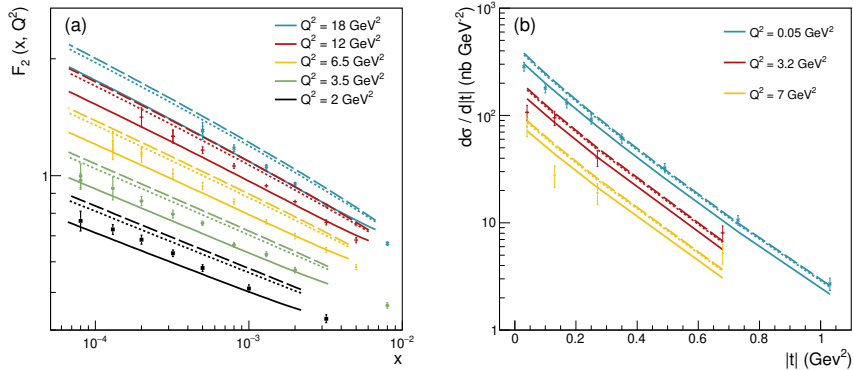 (a)
Q² = 18 GeV²
Q² = 12 GeV²
Q² = 6.5 GeV²
Q² = 3.5 GeV²
Q² = 2 GeV²
F₂ (x, Q²)
1
10⁻⁴
10⁻³
10⁻²
x
(b)
Q² = 0.05 GeV²
Q² = 3.2 GeV²
Q² = 7 GeV²
dσ / d|t| (nb GeV⁻²)
10³
10²
10
1
0
0.2
0.4
0.6
0.8
1
|t| (Gev²)